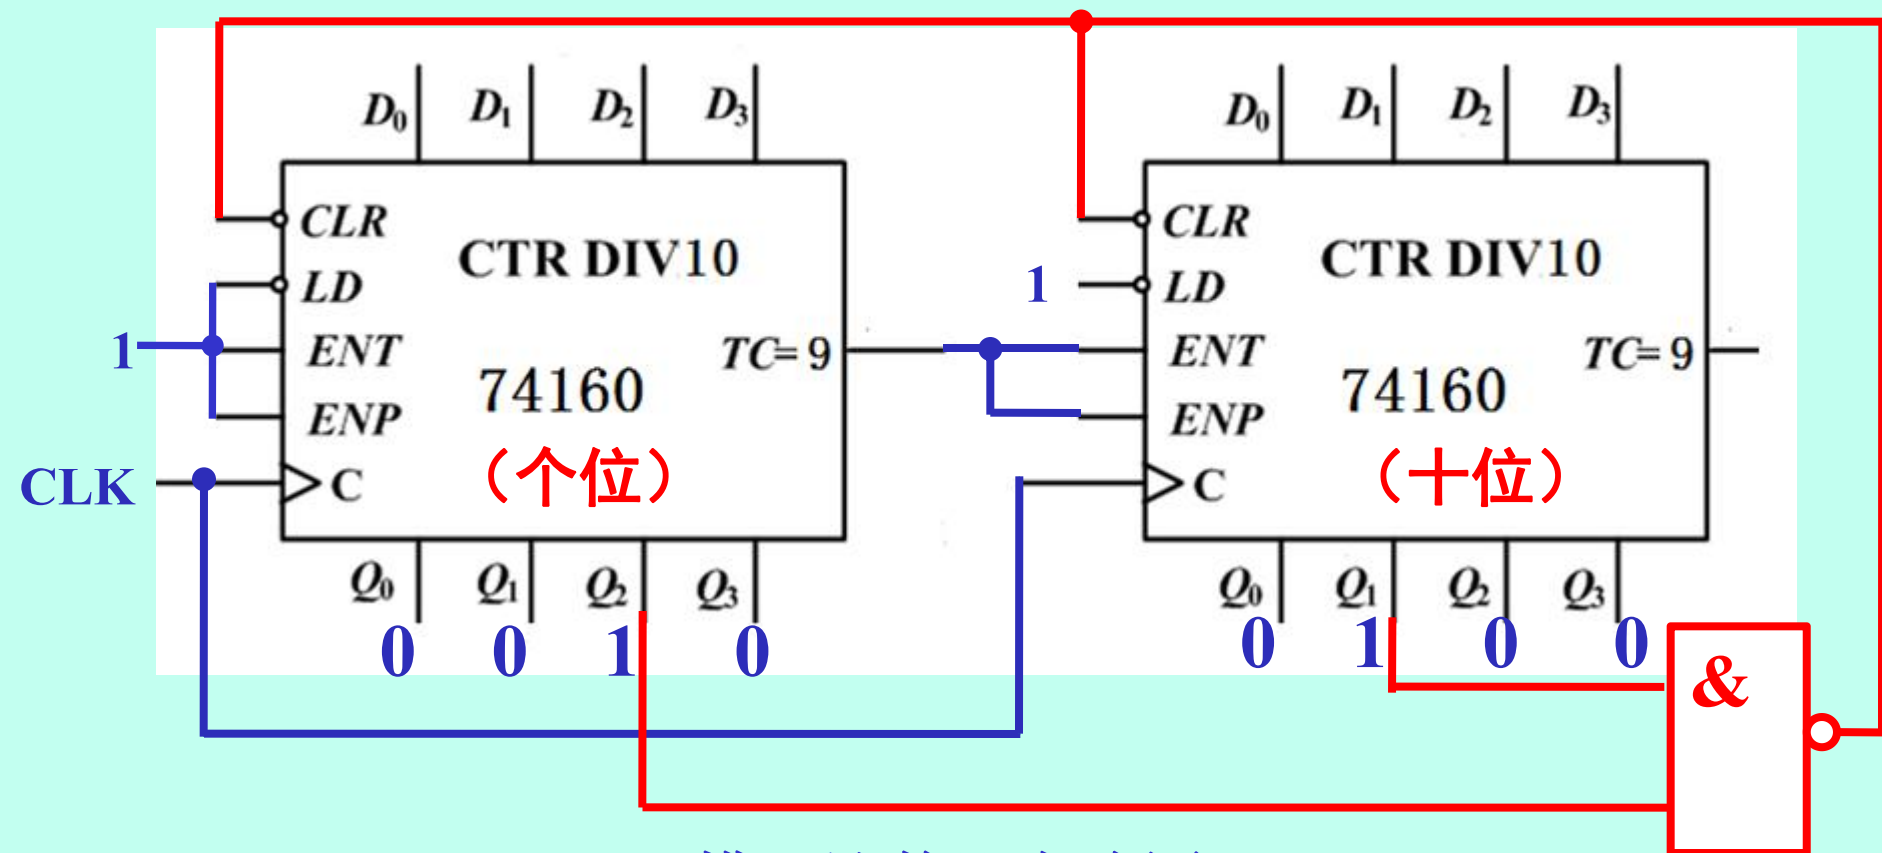 D₀ D₁ D₂ D₃ D₀ D₁ D₂ D₃
CLR CLR
CTR DIV10 CTR DIV10
LD 1 LD
1 ENT TC=9 ENT TC=9
74160 74160
ENP ENP
(个位) (十位)
CLK C C
Q₀ Q₁ Q₂ Q₃ Q₀ Q₁ Q₂ Q₃
0 0 1 0 0 1 0 0
&